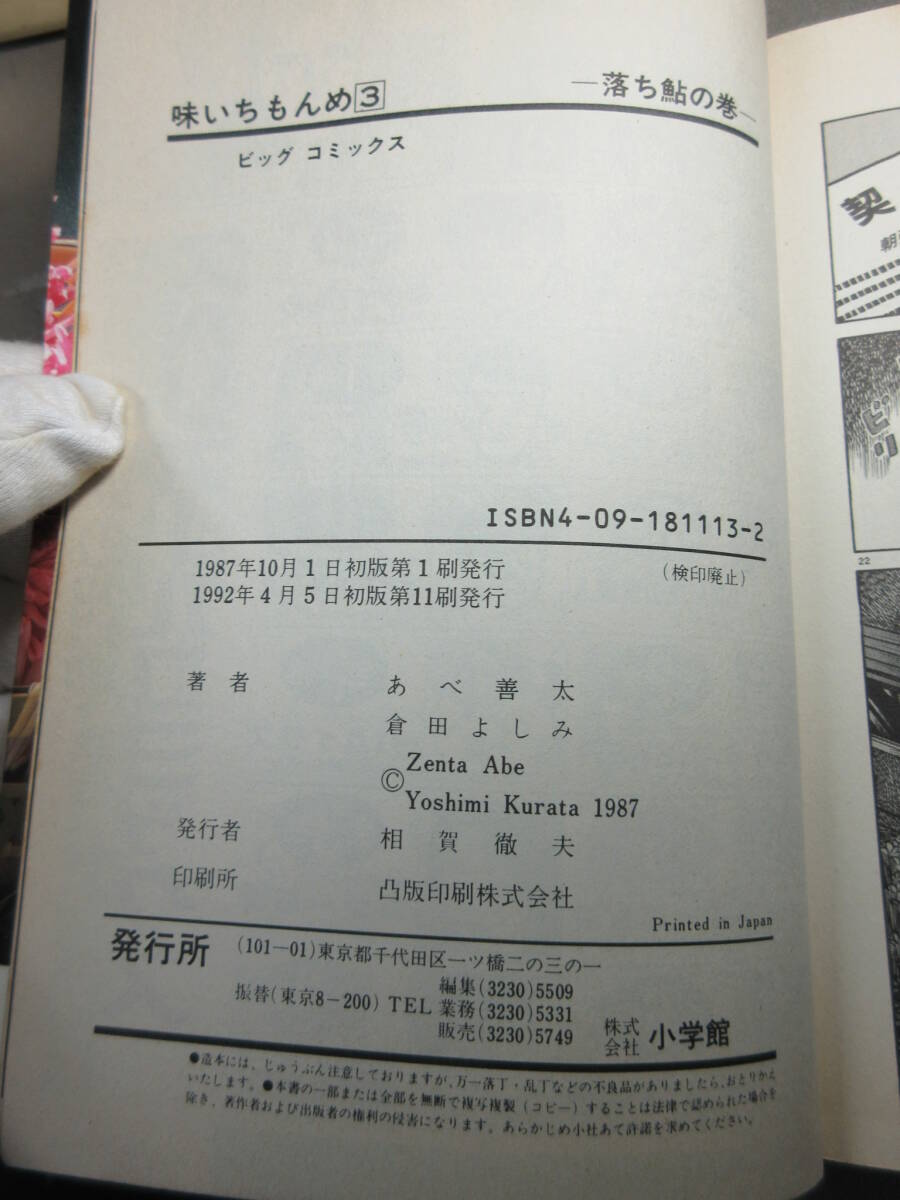 味いちもんめ3
—落ち鮎の巻—
ビッグ コミックス
ISBN4-09-181113-2
1987年10月1日初版第1刷発行
(検印廃止)
1992年4月5日初版第11刷発行
著者 あべ善太
倉田よしみ
© Zenta Abe
Yoshimi Kurata 1987
発行者 相賀徹夫
印刷所 凸版印刷株式会社
Printed in Japan
発行所 (101—01)東京都千代田区一ツ橋二の三の一
編集(3230)5509
振替(東京8-200) TEL 業務(3230)5331
販売(3230)5749
株式会社 小学館
●造本には、じゅうぶん注意しておりますが、万一落丁・乱丁などの不良品がありましたら、おとりかえ
いたします。●本書の一部または全部を無断で複写複製(コピー)することは法律で認められた場合を
除き、著作者および出版者の権利の侵害になります。あらかじめ小社あて許諾を求めてください。
契
朝
ビリ
22